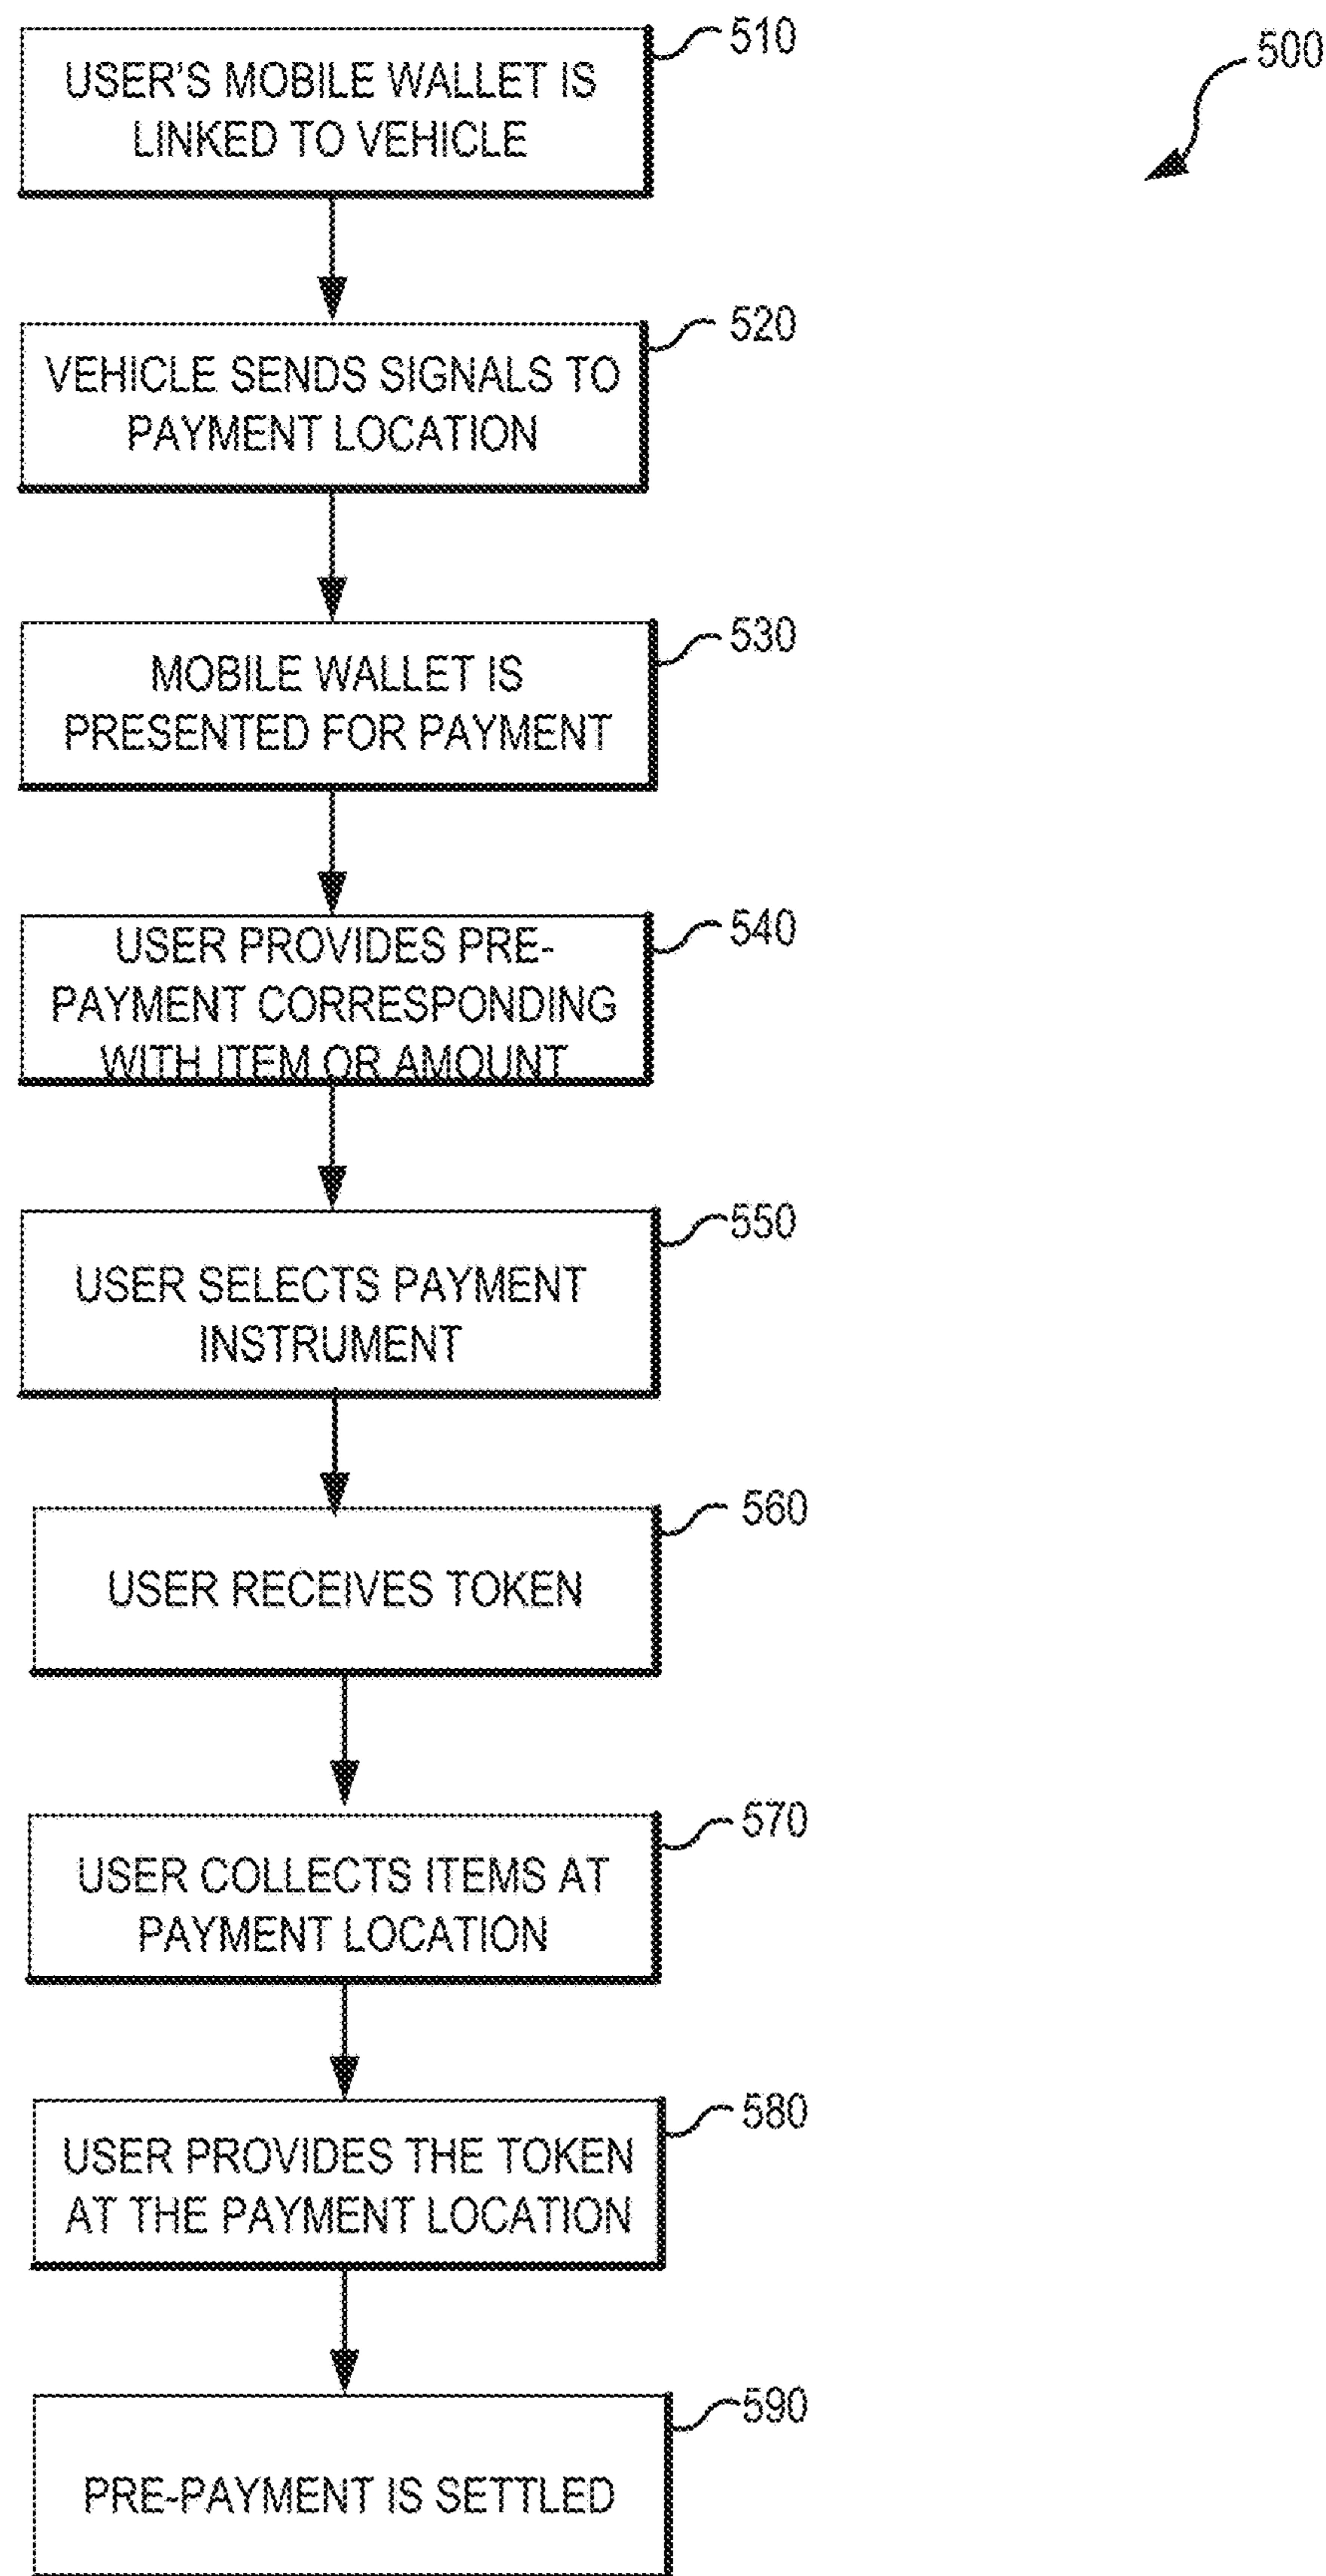 510
500
USER'S MOBILE WALLET IS
LINKED TO VEHICLE
520
VEHICLE SENDS SIGNALS TO
PAYMENT LOCATION
530
MOBILE WALLET IS
PRESENTED FOR PAYMENT
540
USER PROVIDES PRE-
PAYMENT CORRESPONDING
WITH ITEM OR AMOUNT
550
USER SELECTS PAYMENT
INSTRUMENT
560
USER RECEIVES TOKEN
570
USER COLLECTS ITEMS AT
PAYMENT LOCATION
580
USER PROVIDES THE TOKEN
AT THE PAYMENT LOCATION
590
PRE-PAYMENT IS SETTLED